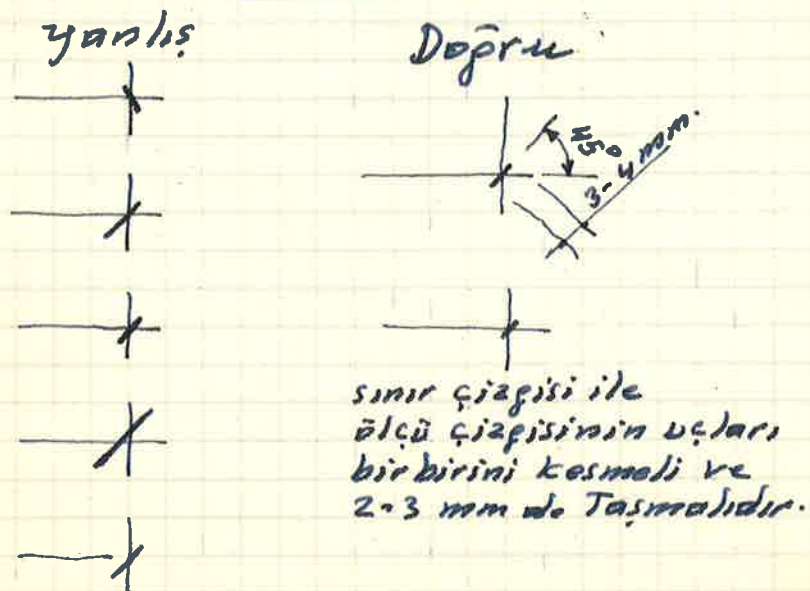 yanlış
Doğru
45°
3-4 mm.
sınır çizgisi ile
ölçü çizgisinin uçları
birbirini kesmeli ve
2-3 mm de Taşmalıdır.